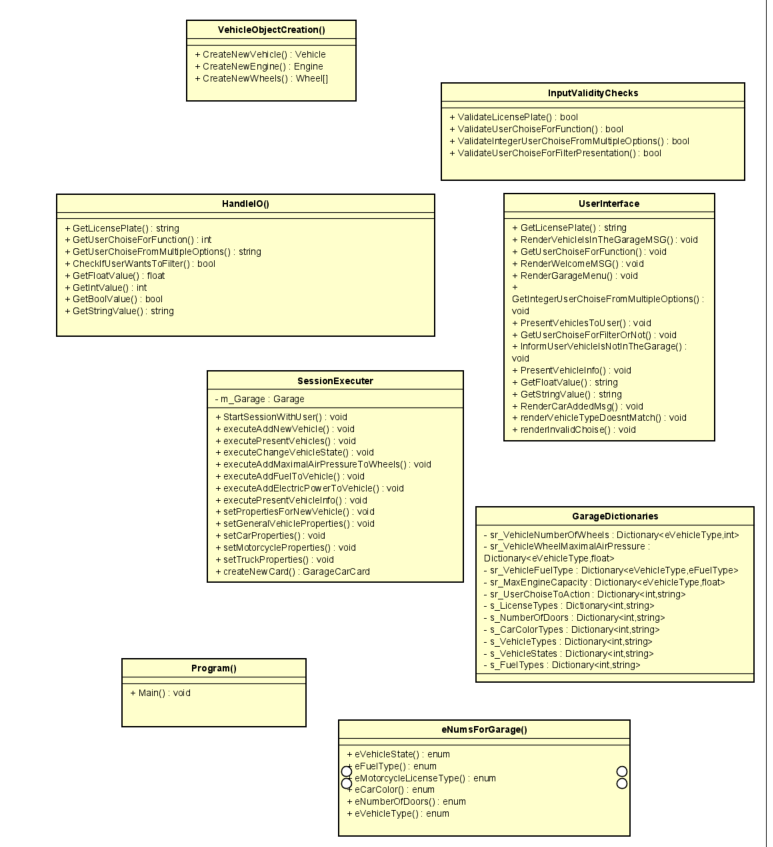 VehicleObjectCreation()
+ CreateNewVehicle() : Vehicle
+ CreateNewEngine() : Engine
+ CreateNewWheels() : Wheel[]
InputValidityChecks
+ ValidateLicensePlate() : bool
+ ValidateUserChoiseForFunction() : bool
+ ValidateIntegerUserChoiseFromMultipleOptions() : bool
+ ValidateUserChoiseForFilterPresentation() : bool
HandleIO()
+ GetLicensePlate() : string
+ GetUserChoiseForFunction() : int
+ GetUserChoiseFromMultipleOptions() : string
+ CheckIfUserWantsToFilter() : bool
+ GetFloatValue() : float
+ GetIntValue() : int
+ GetBoolValue() : bool
+ GetStringValue() : string
UserInterface
+ GetLicensePlate() : string
+ RenderVehicleIsInTheGarageMSG() : void
+ GetUserChoiseForFunction() : void
+ RenderWelcomeMSG() : void
+ RenderGarageMenu() : void
+
GetIntegerUserChoiseFromMultipleOptions() :
void
+ PresentVehiclesToUser() : void
+ GetUserChoiseForFilterOrNot() : void
+ InformUserVehicleIsNotInTheGarage() :
void
+ PresentVehicleInfo() : void
+ GetFloatValue() : string
+ GetStringValue() : string
+ RenderCarAddedMsg() : void
+ renderVehicleTypeDoesntMatch() : void
+ renderInvalidChoise() : void
SessionExecuter
- m_Garage : Garage
+ StartSessionWithUser() : void
+ executeAddNewVehicle() : void
+ executePresentVehicles() : void
+ executeChangeVehicleState() : void
+ executeAddMaximalAirPressureToWheels() : void
+ executeAddFuelToVehicle() : void
+ executeAddElectricPowerToVehicle() : void
+ executePresentVehicleInfo() : void
+ setPropertiesForNewVehicle() : void
+ setGeneralVehicleProperties() : void
+ setCarProperties() : void
+ setMotorcycleProperties() : void
+ setTruckProperties() : void
+ createNewCard() : GarageCarCard
GarageDictionaries
- sr_VehicleNumberOfWheels : Dictionary<eVehicleType,int>
- sr_VehicleWheelMaximalAirPressure :
Dictionary<eVehicleType,float>
- sr_VehicleFuelType : Dictionary<eVehicleType,eFuelType>
- sr_MaxEngineCapacity : Dictionary<eVehicleType,float>
- sr_UserChoiseToAction : Dictionary<int,string>
- s_LicenseTypes : Dictionary<int,string>
- s_NumberOfDoors : Dictionary<int,string>
- s_CarColorTypes : Dictionary<int,string>
- s_VehicleTypes : Dictionary<int,string>
- s_VehicleStates : Dictionary<int,string>
- s_FuelTypes : Dictionary<int,string>
Program()
+ Main() : void
eNumsForGarage()
+ eVehicleState() : enum
+ eFuelType() : enum
+ eMotorcycleLicenseType() : enum
+ eCarColor() : enum
+ eNumberOfDoors() : enum
+ eVehicleType() : enum